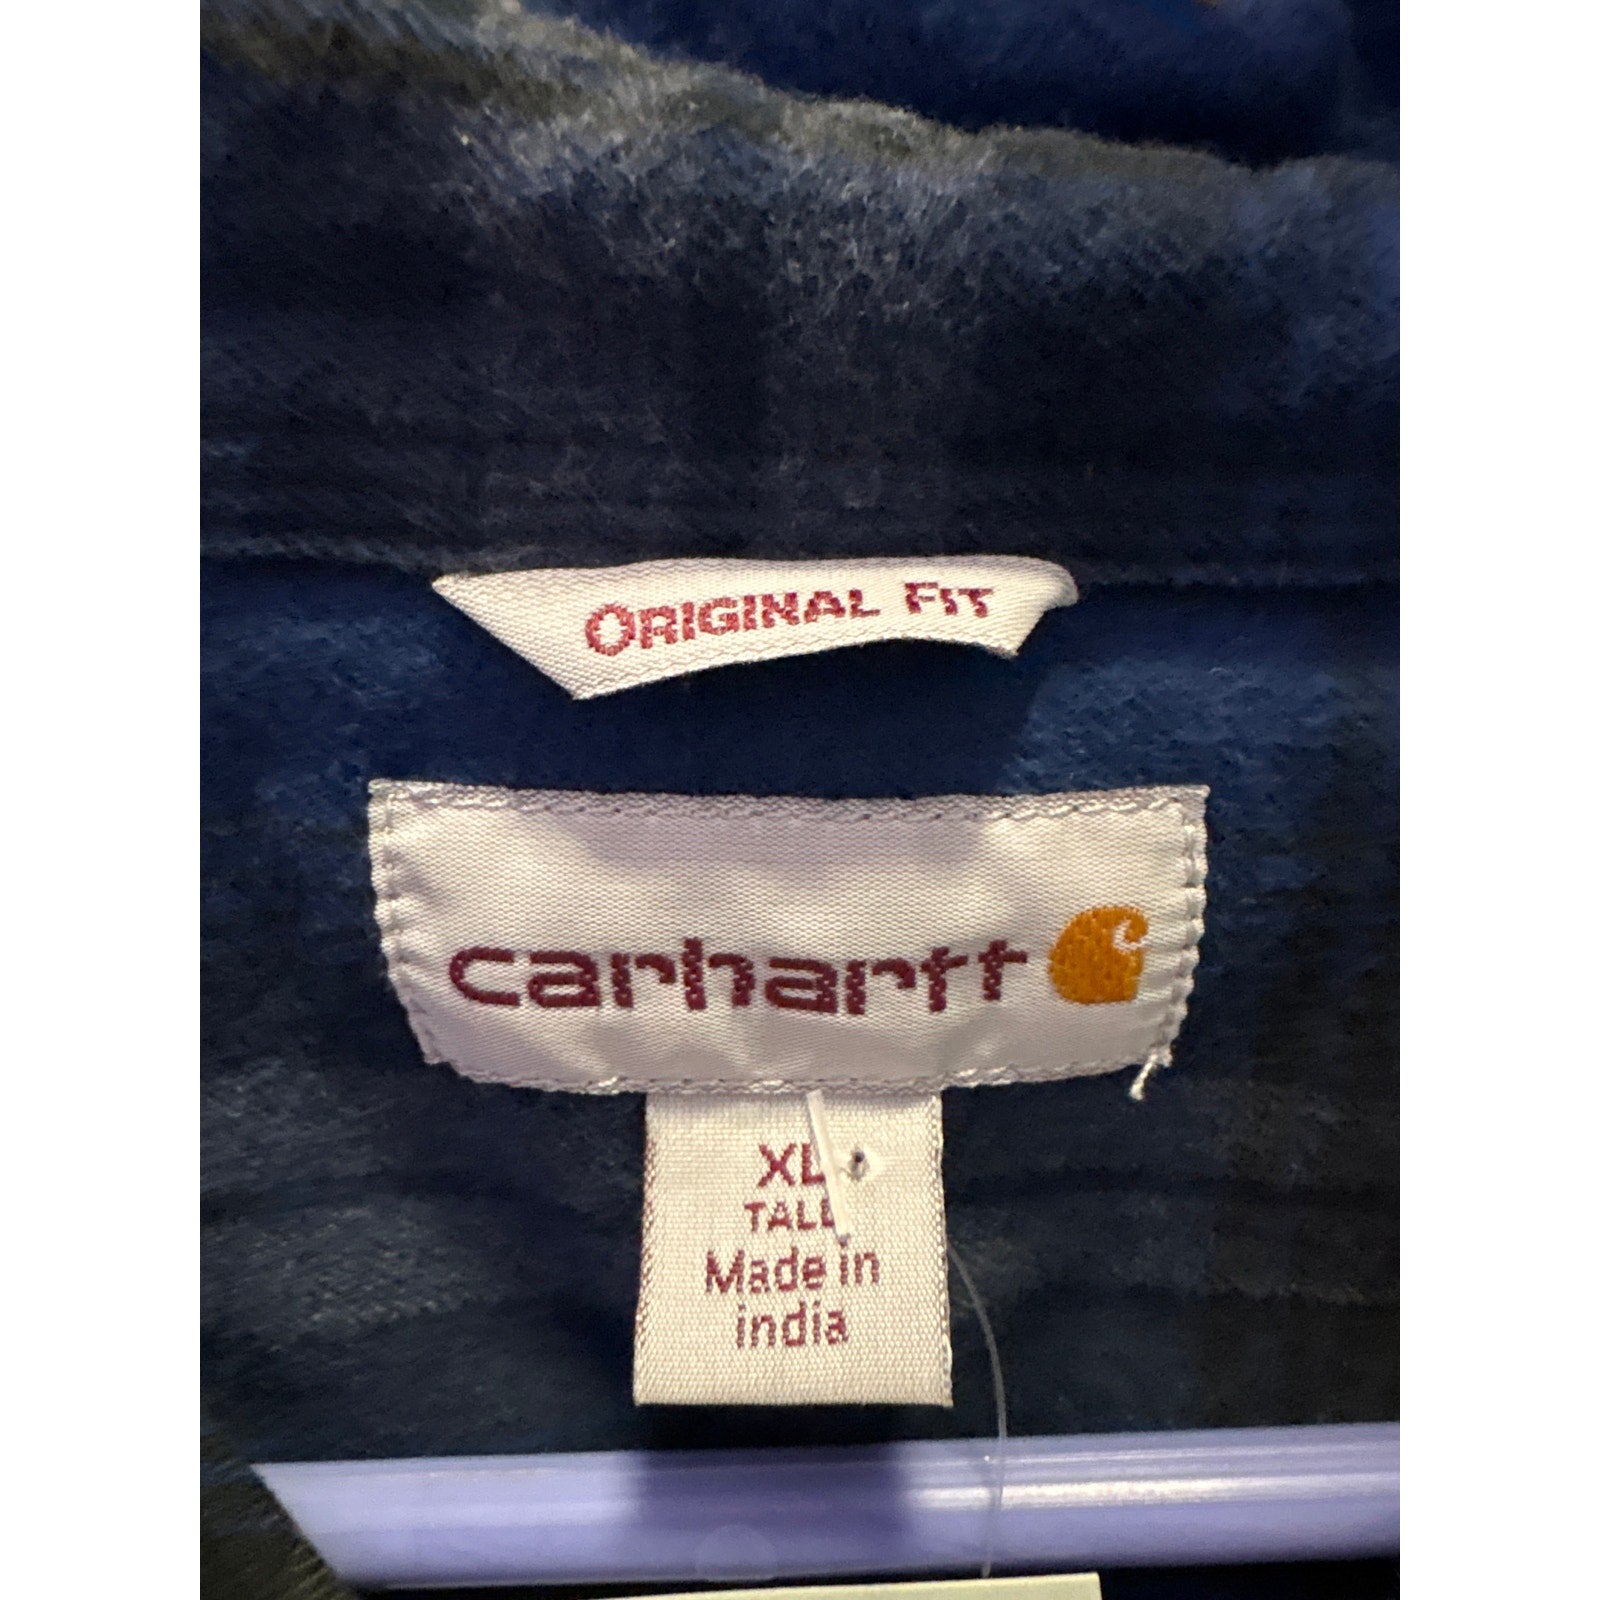 ORIGINAL FIT
carhartt
XL
TALL
Made in
india